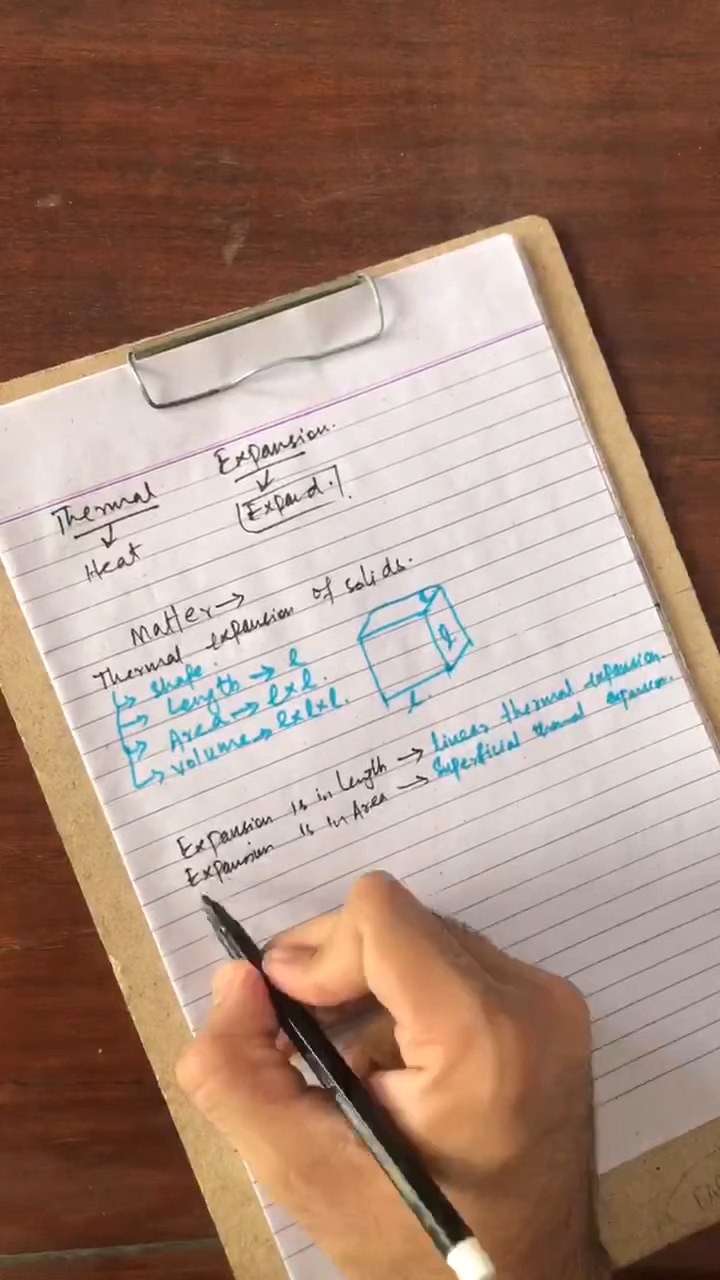 Thermal Expansion.
Heat Expand.
Matter →
Thermal expansion of solids.
↳ Shape.
→ Length → l
→ Area → l×l.
→ volume → l×l×l.
l
Expansion is in length → Linear thermal expansion.
Expansion is in Area → Superficial thermal expansion.